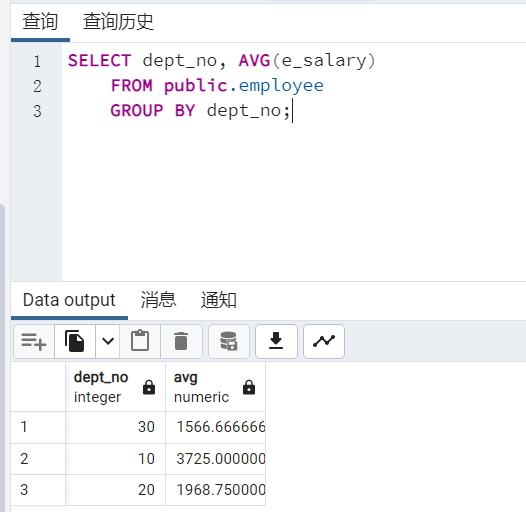 查询 查询历史
1 SELECT dept_no, AVG(e_salary)
2 FROM public.employee
3 GROUP BY dept_no;
Data output 消息 通知
dept_no avg
integer numeric
1 30 1566.666666
2 10 3725.000000
3 20 1968.750000